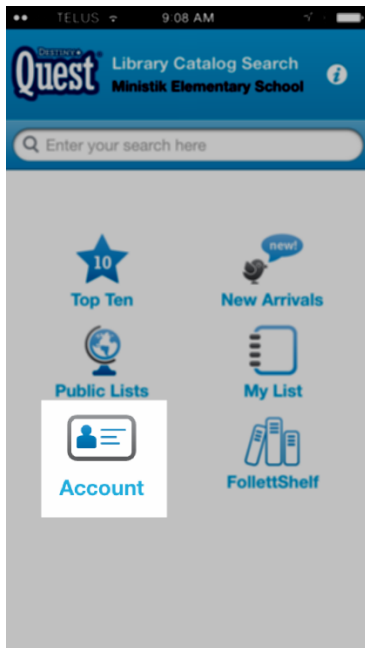 TELUS 9:08 AM
DESTINY
Quest
Library Catalog Search
Ministik Elementary School
i
Enter your search here
10
Top Ten
new!
New Arrivals
Public Lists
My List
Account
FollettShelf